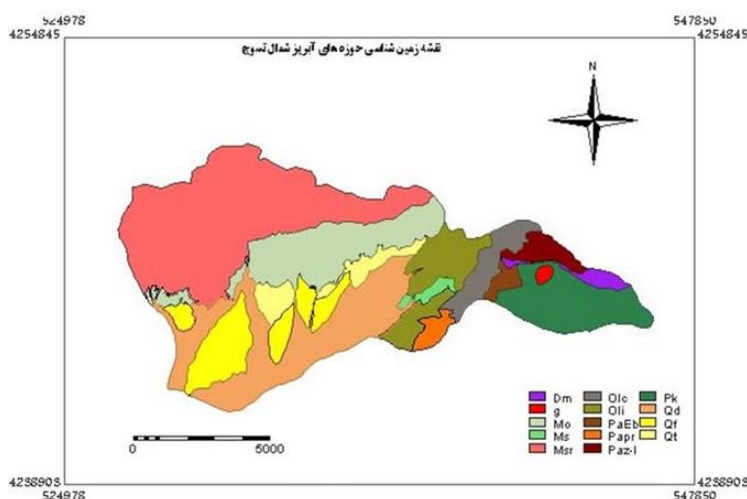 524978 547850
4254845 4254845
نقشه زمین شناسی حوزه های آبریز شمال تسوج
N
Dm Olc Pk
g Oli Qd
Mo PaEb Qf
Ms Papr Qt
Msr Paz-l
0 5000
4238903 4238903
524978 547850